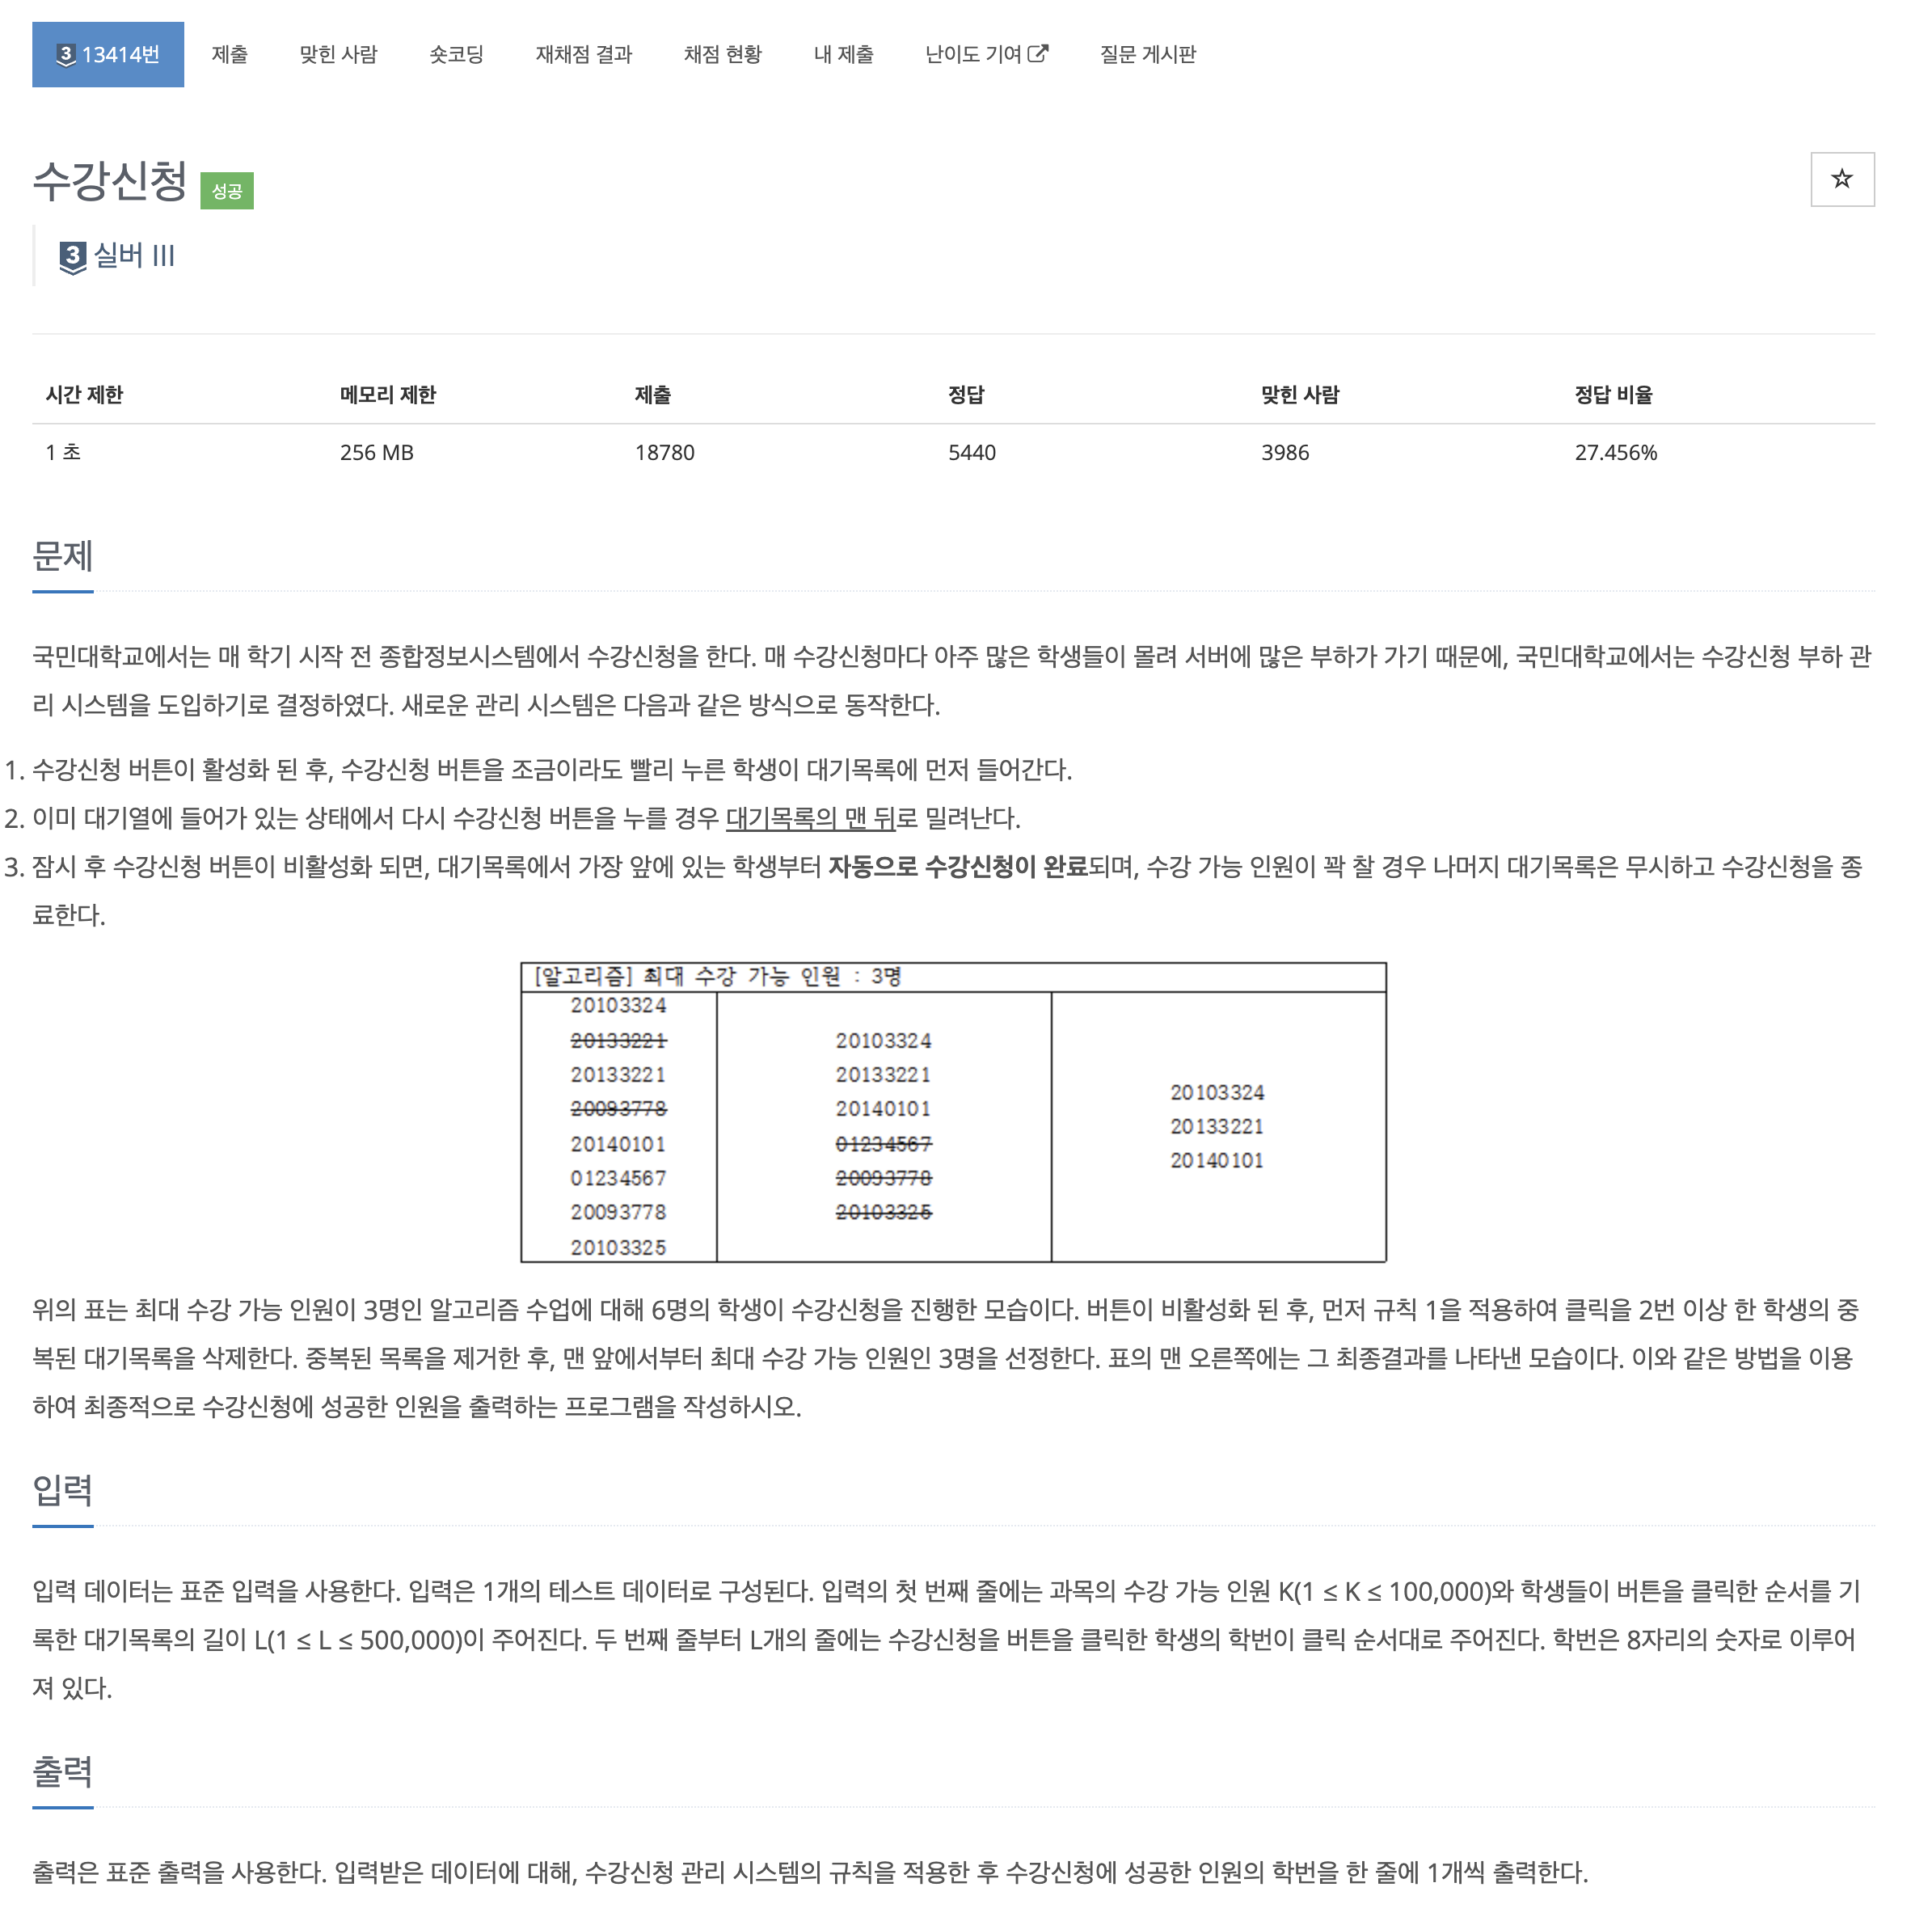 3 13414번 제출 맞힌 사람 숏코딩 재채점 결과 채점 현황 내 제출 난이도 기여 질문 게시판
수강신청 성공
☆
3 실버 III
시간 제한 메모리 제한 제출 정답 맞힌 사람 정답 비율
1 초 256 MB 18780 5440 3986 27.456%
문제
국민대학교에서는 매 학기 시작 전 종합정보시스템에서 수강신청을 한다. 매 수강신청마다 아주 많은 학생들이 몰려 서버에 많은 부하가 가기 때문에, 국민대학교에서는 수강신청 부하 관
리 시스템을 도입하기로 결정하였다. 새로운 관리 시스템은 다음과 같은 방식으로 동작한다.
1. 수강신청 버튼이 활성화 된 후, 수강신청 버튼을 조금이라도 빨리 누른 학생이 대기목록에 먼저 들어간다.
2. 이미 대기열에 들어가 있는 상태에서 다시 수강신청 버튼을 누를 경우 대기목록의 맨 뒤로 밀려난다.
3. 잠시 후 수강신청 버튼이 비활성화 되면, 대기목록에서 가장 앞에 있는 학생부터 자동으로 수강신청이 완료되며, 수강 가능 인원이 꽉 찰 경우 나머지 대기목록은 무시하고 수강신청을 종
료한다.
[알고리즘] 최대 수강 가능 인원 : 3명
20103324
20133221
20133221
20093778
20140101
01234567
20093778
20103325
20103324
20133221
20140101
01234567
20093778
20103325
20103324
20133221
20140101
위의 표는 최대 수강 가능 인원이 3명인 알고리즘 수업에 대해 6명의 학생이 수강신청을 진행한 모습이다. 버튼이 비활성화 된 후, 먼저 규칙 1을 적용하여 클릭을 2번 이상 한 학생의 중
복된 대기목록을 삭제한다. 중복된 목록을 제거한 후, 맨 앞에서부터 최대 수강 가능 인원인 3명을 선정한다. 표의 맨 오른쪽에는 그 최종결과를 나타낸 모습이다. 이와 같은 방법을 이용
하여 최종적으로 수강신청에 성공한 인원을 출력하는 프로그램을 작성하시오.
입력
입력 데이터는 표준 입력을 사용한다. 입력은 1개의 테스트 데이터로 구성된다. 입력의 첫 번째 줄에는 과목의 수강 가능 인원 K(1 ≤ K ≤ 100,000)와 학생들이 버튼을 클릭한 순서를 기
록한 대기목록의 길이 L(1 ≤ L ≤ 500,000)이 주어진다. 두 번째 줄부터 L개의 줄에는 수강신청을 버튼을 클릭한 학생의 학번이 클릭 순서대로 주어진다. 학번은 8자리의 숫자로 이루어
져 있다.
출력
출력은 표준 출력을 사용한다. 입력받은 데이터에 대해, 수강신청 관리 시스템의 규칙을 적용한 후 수강신청에 성공한 인원의 학번을 한 줄에 1개씩 출력한다.